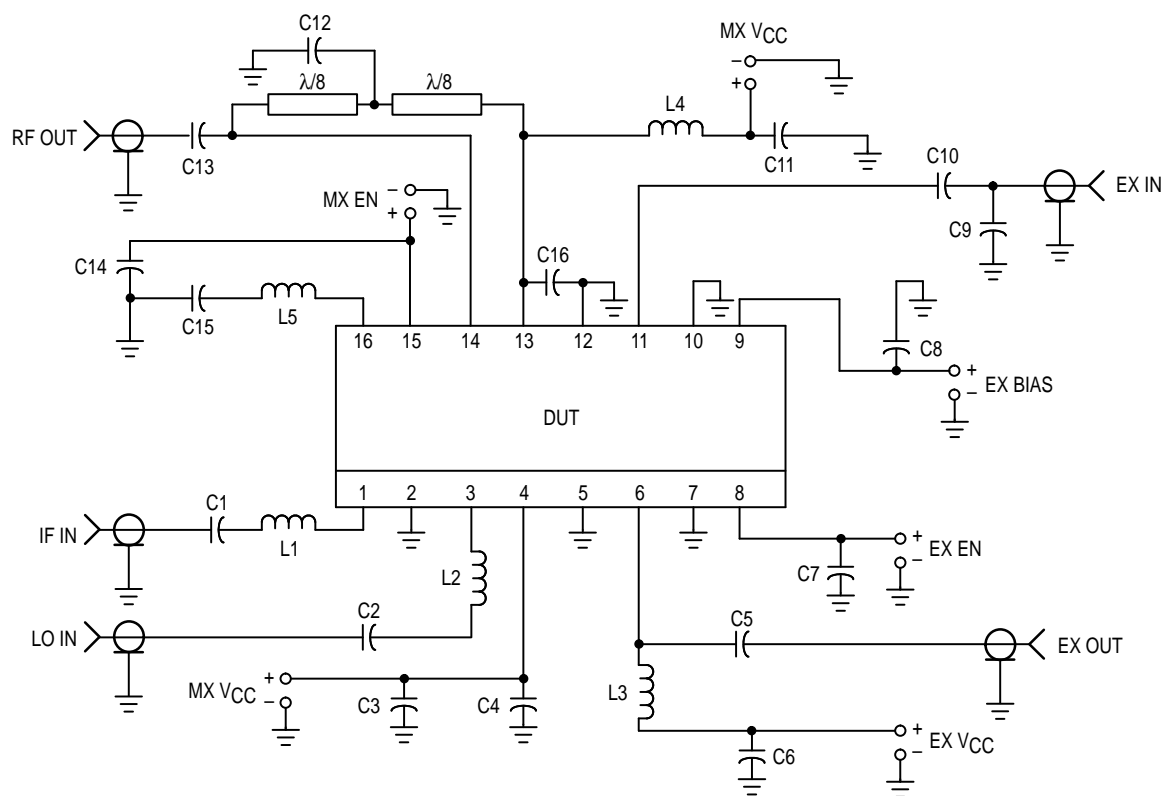 C12
MX VCC
–
+
λ/8
λ/8
L4
RF OUT
C13
C11
C10
MX EN
–
+
EX IN
C9
C14
C16
C15
L5
C8
16 15 14 13 12 11 10 9
+
–
EX BIAS
DUT
1 2 3 4 5 6 7 8
C1
IF IN
L1
+
–
EX EN
L2
C7
C2
C5
LO IN
EX OUT
MX VCC
+
–
L3
C3
C4
+
–
EX VCC
C6